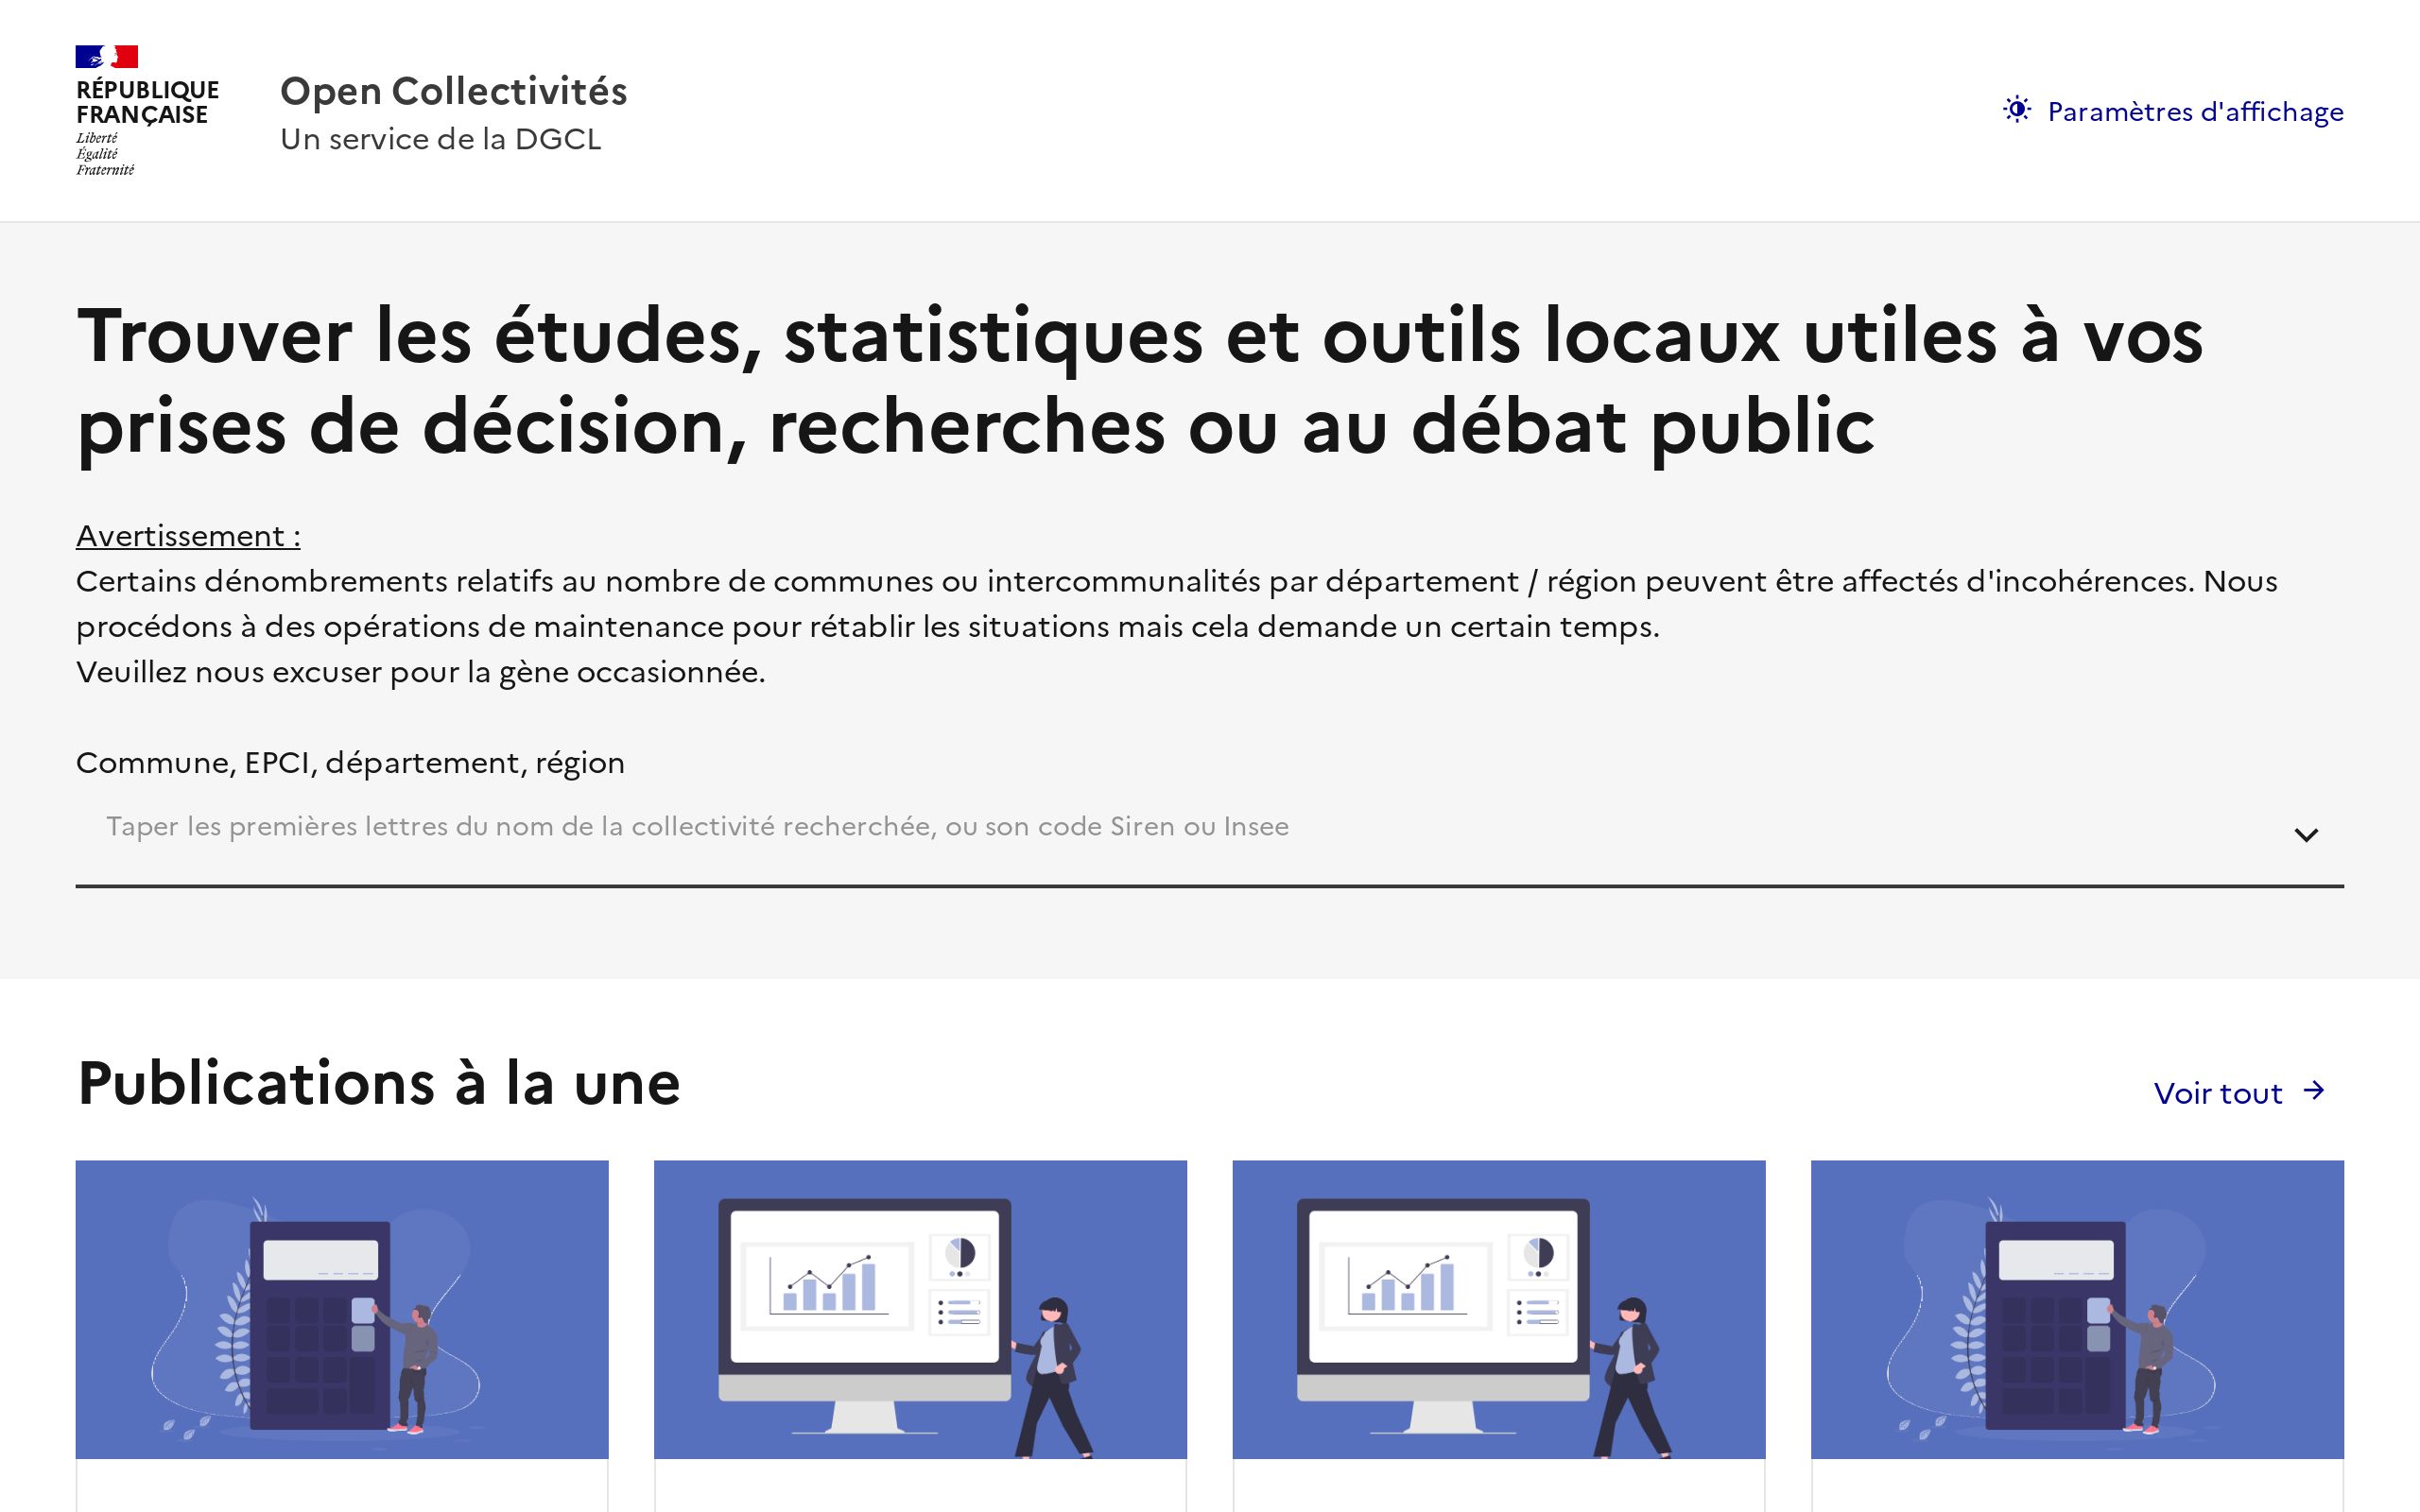 RÉPUBLIQUE
FRANÇAISE
Liberté
Égalité
Fraternité
Open Collectivités
Un service de la DGCL
Paramètres d'affichage
Trouver les études, statistiques et outils locaux utiles à vos
prises de décision, recherches ou au débat public
Avertissement :
Certains dénombrements relatifs au nombre de communes ou intercommunalités par département / région peuvent être affectés d'incohérences. Nous
procédons à des opérations de maintenance pour rétablir les situations mais cela demande un certain temps.
Veuillez nous excuser pour la gène occasionnée.
Commune, EPCI, département, région
Taper les premières lettres du nom de la collectivité recherchée, ou son code Siren ou Insee
Publications à la une
Voir tout